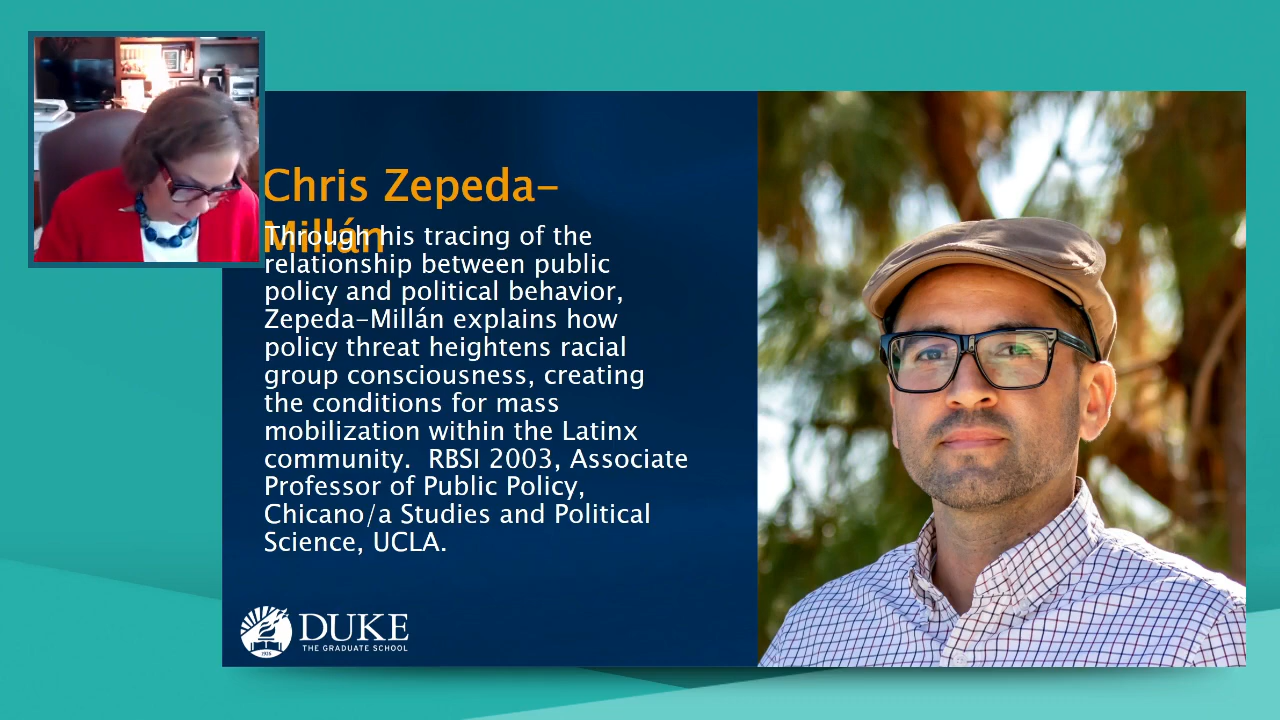 Chris Zepeda-
Millán
Through his tracing of the
relationship between public
policy and political behavior,
Zepeda-Millán explains how
policy threat heightens racial
group consciousness, creating
the conditions for mass
mobilization within the Latinx
community.  RBSI 2003, Associate
Professor of Public Policy,
Chicano/a Studies and Political
Science, UCLA.
DUKE
THE GRADUATE SCHOOL
1926